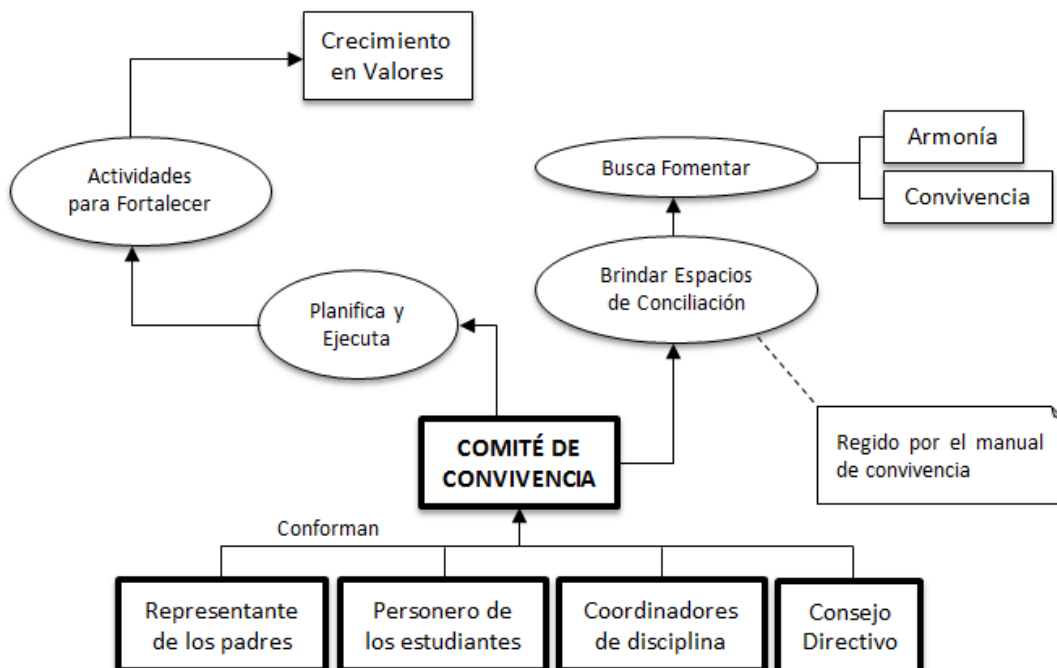 Crecimiento
en Valores
Actividades
para Fortalecer
Busca Fomentar
Armonía
Convivencia
Brindar Espacios
de Conciliación
Planifica y
Ejecuta
Regido por el manual
de convivencia
COMITÉ DE
CONVIVENCIA
Conforman
Representante
de los padres
Personero de
los estudiantes
Coordinadores
de disciplina
Consejo
Directivo